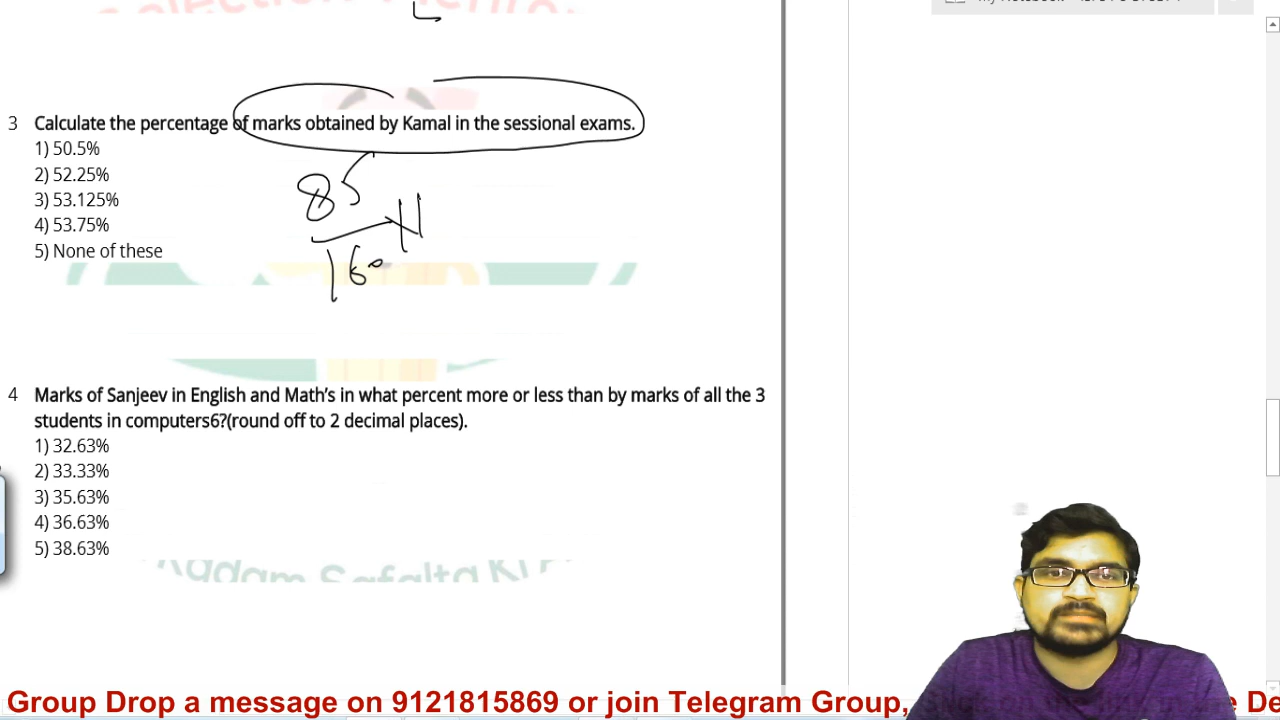 3 Calculate the percentage of marks obtained by Kamal in the sessional exams.
1) 50.5%
2) 52.25%
3) 53.125%
4) 53.75%
5) None of these
85
160
4 Marks of Sanjeev in English and Math's in what percent more or less than by marks of all the 3
students in computers6?(round off to 2 decimal places).
1) 32.63%
2) 33.33%
3) 35.63%
4) 36.63%
5) 38.63%
Group Drop a message on 9121815869 or join Telegram Group,